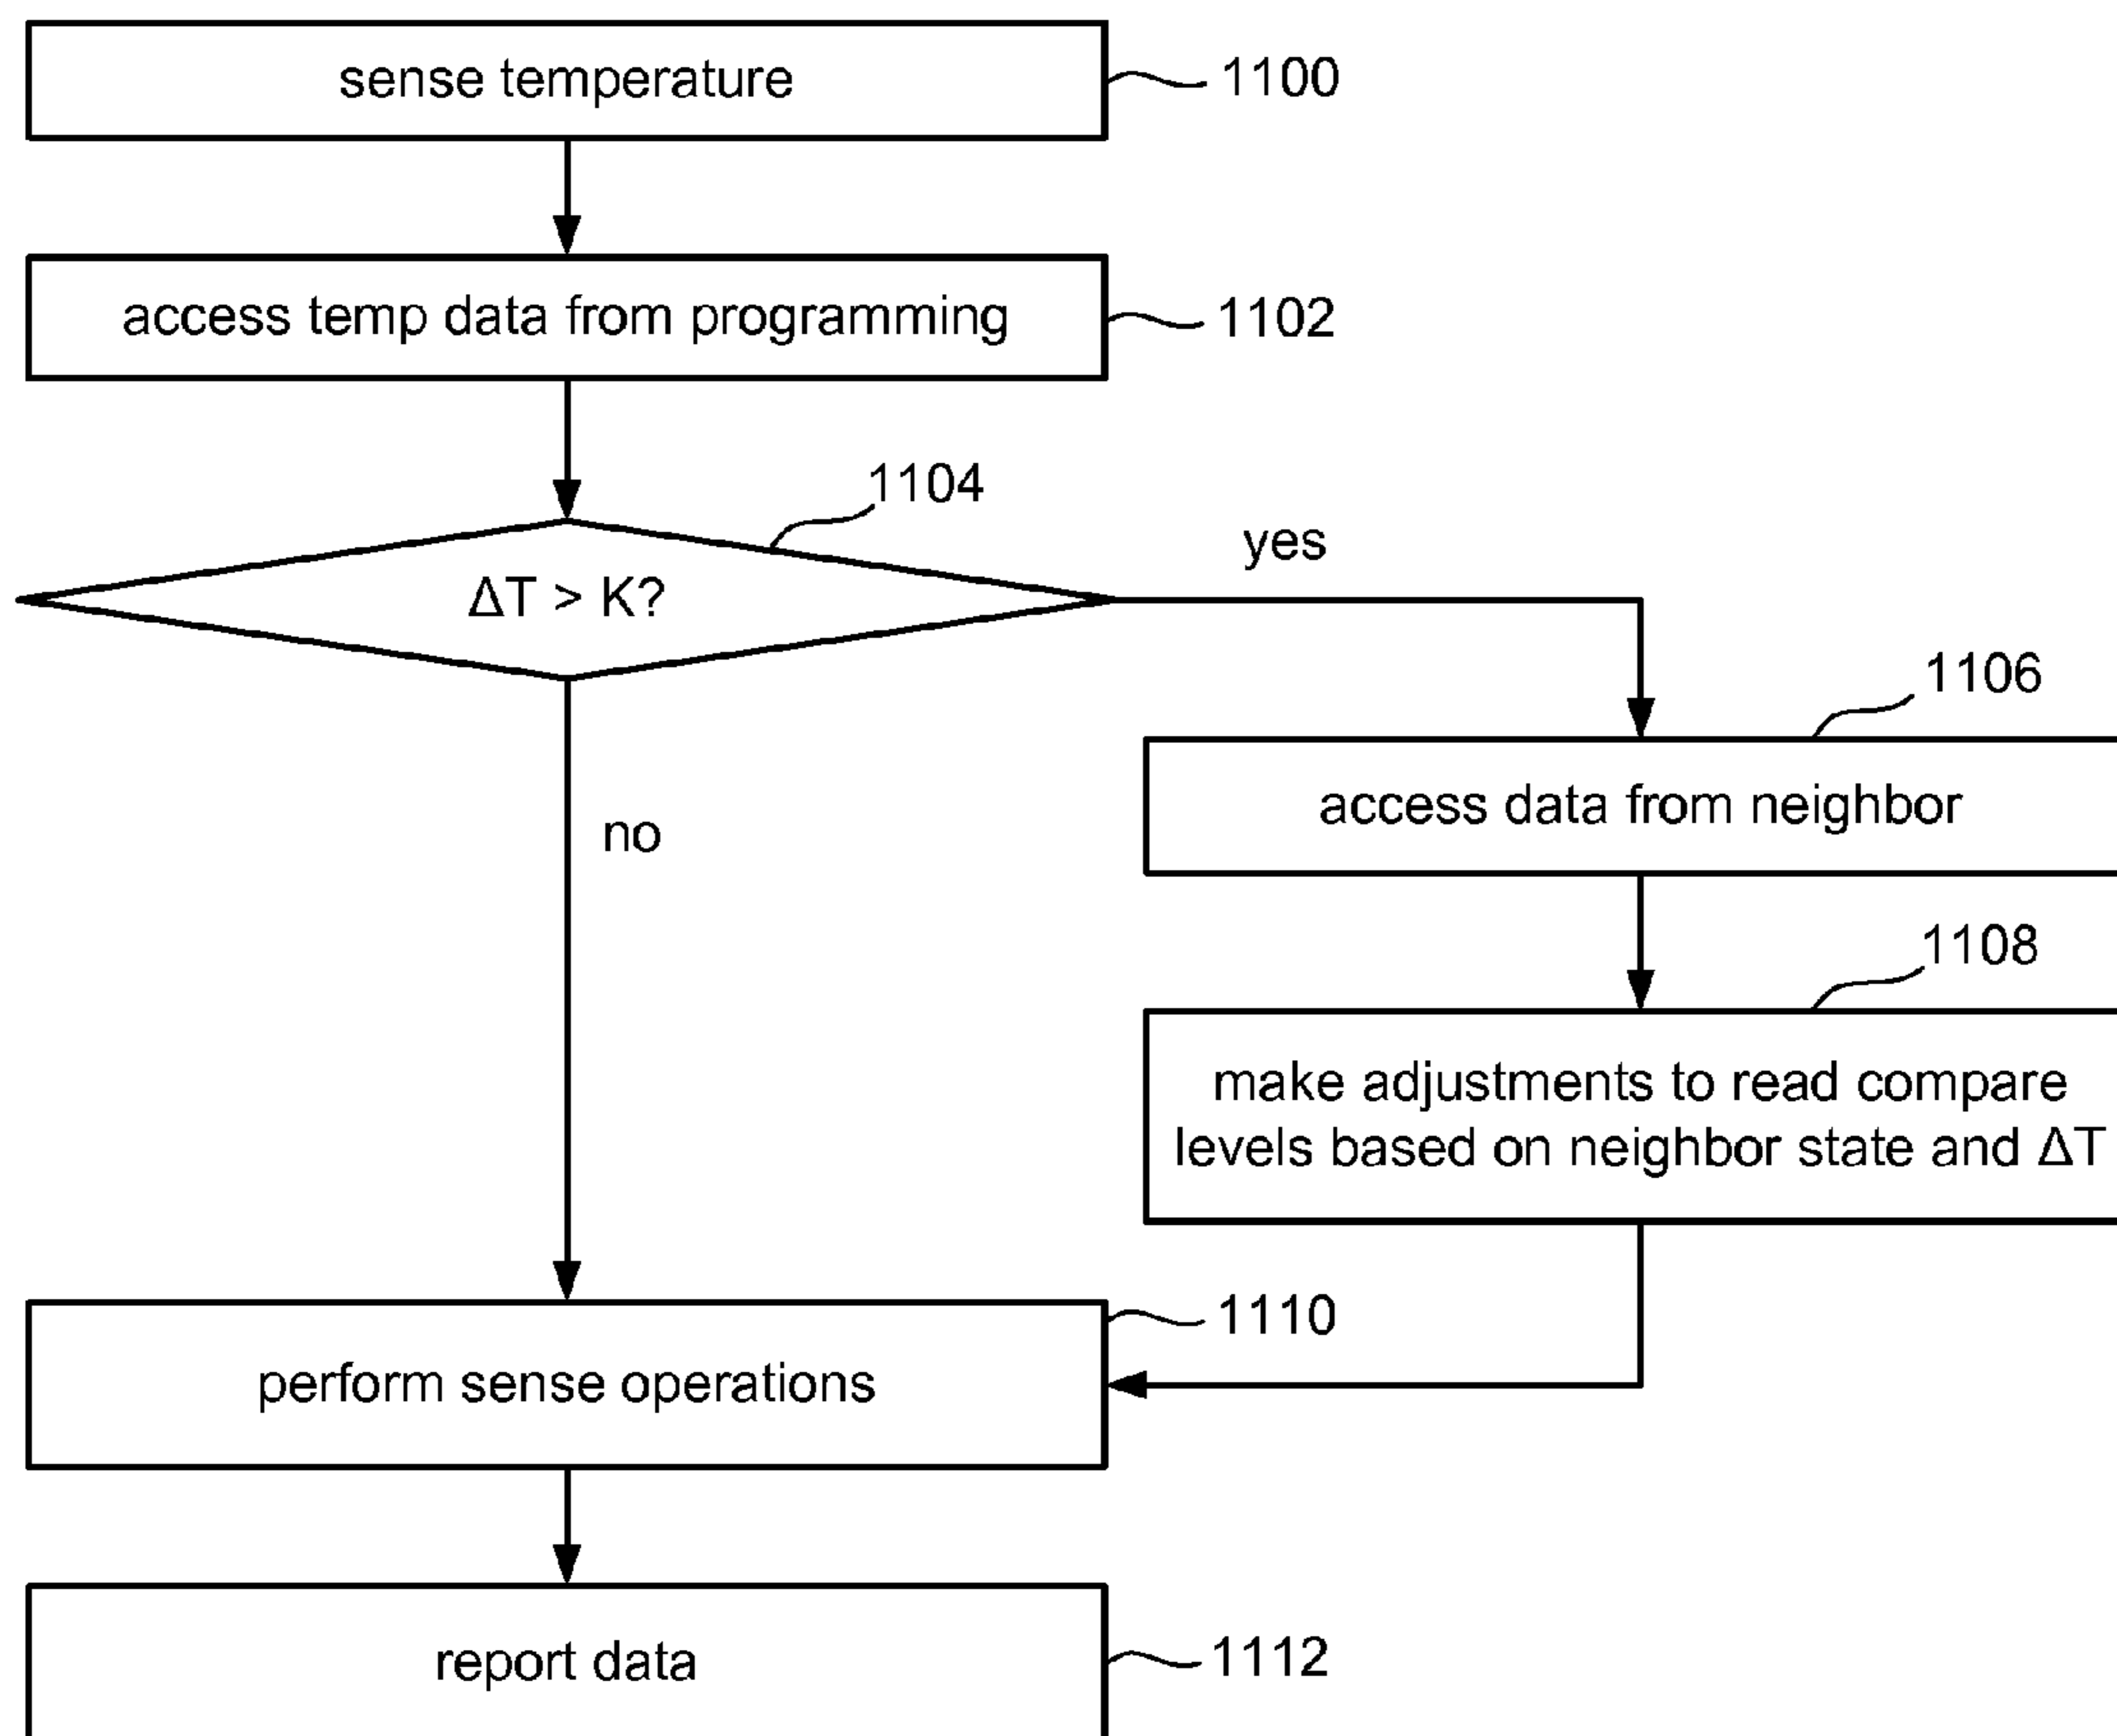 sense temperature
1100
access temp data from programming
1102
1104
ΔT > K?
yes
1106
access data from neighbor
no
1108
make adjustments to read compare
levels based on neighbor state and ΔT
1110
perform sense operations
report data
1112